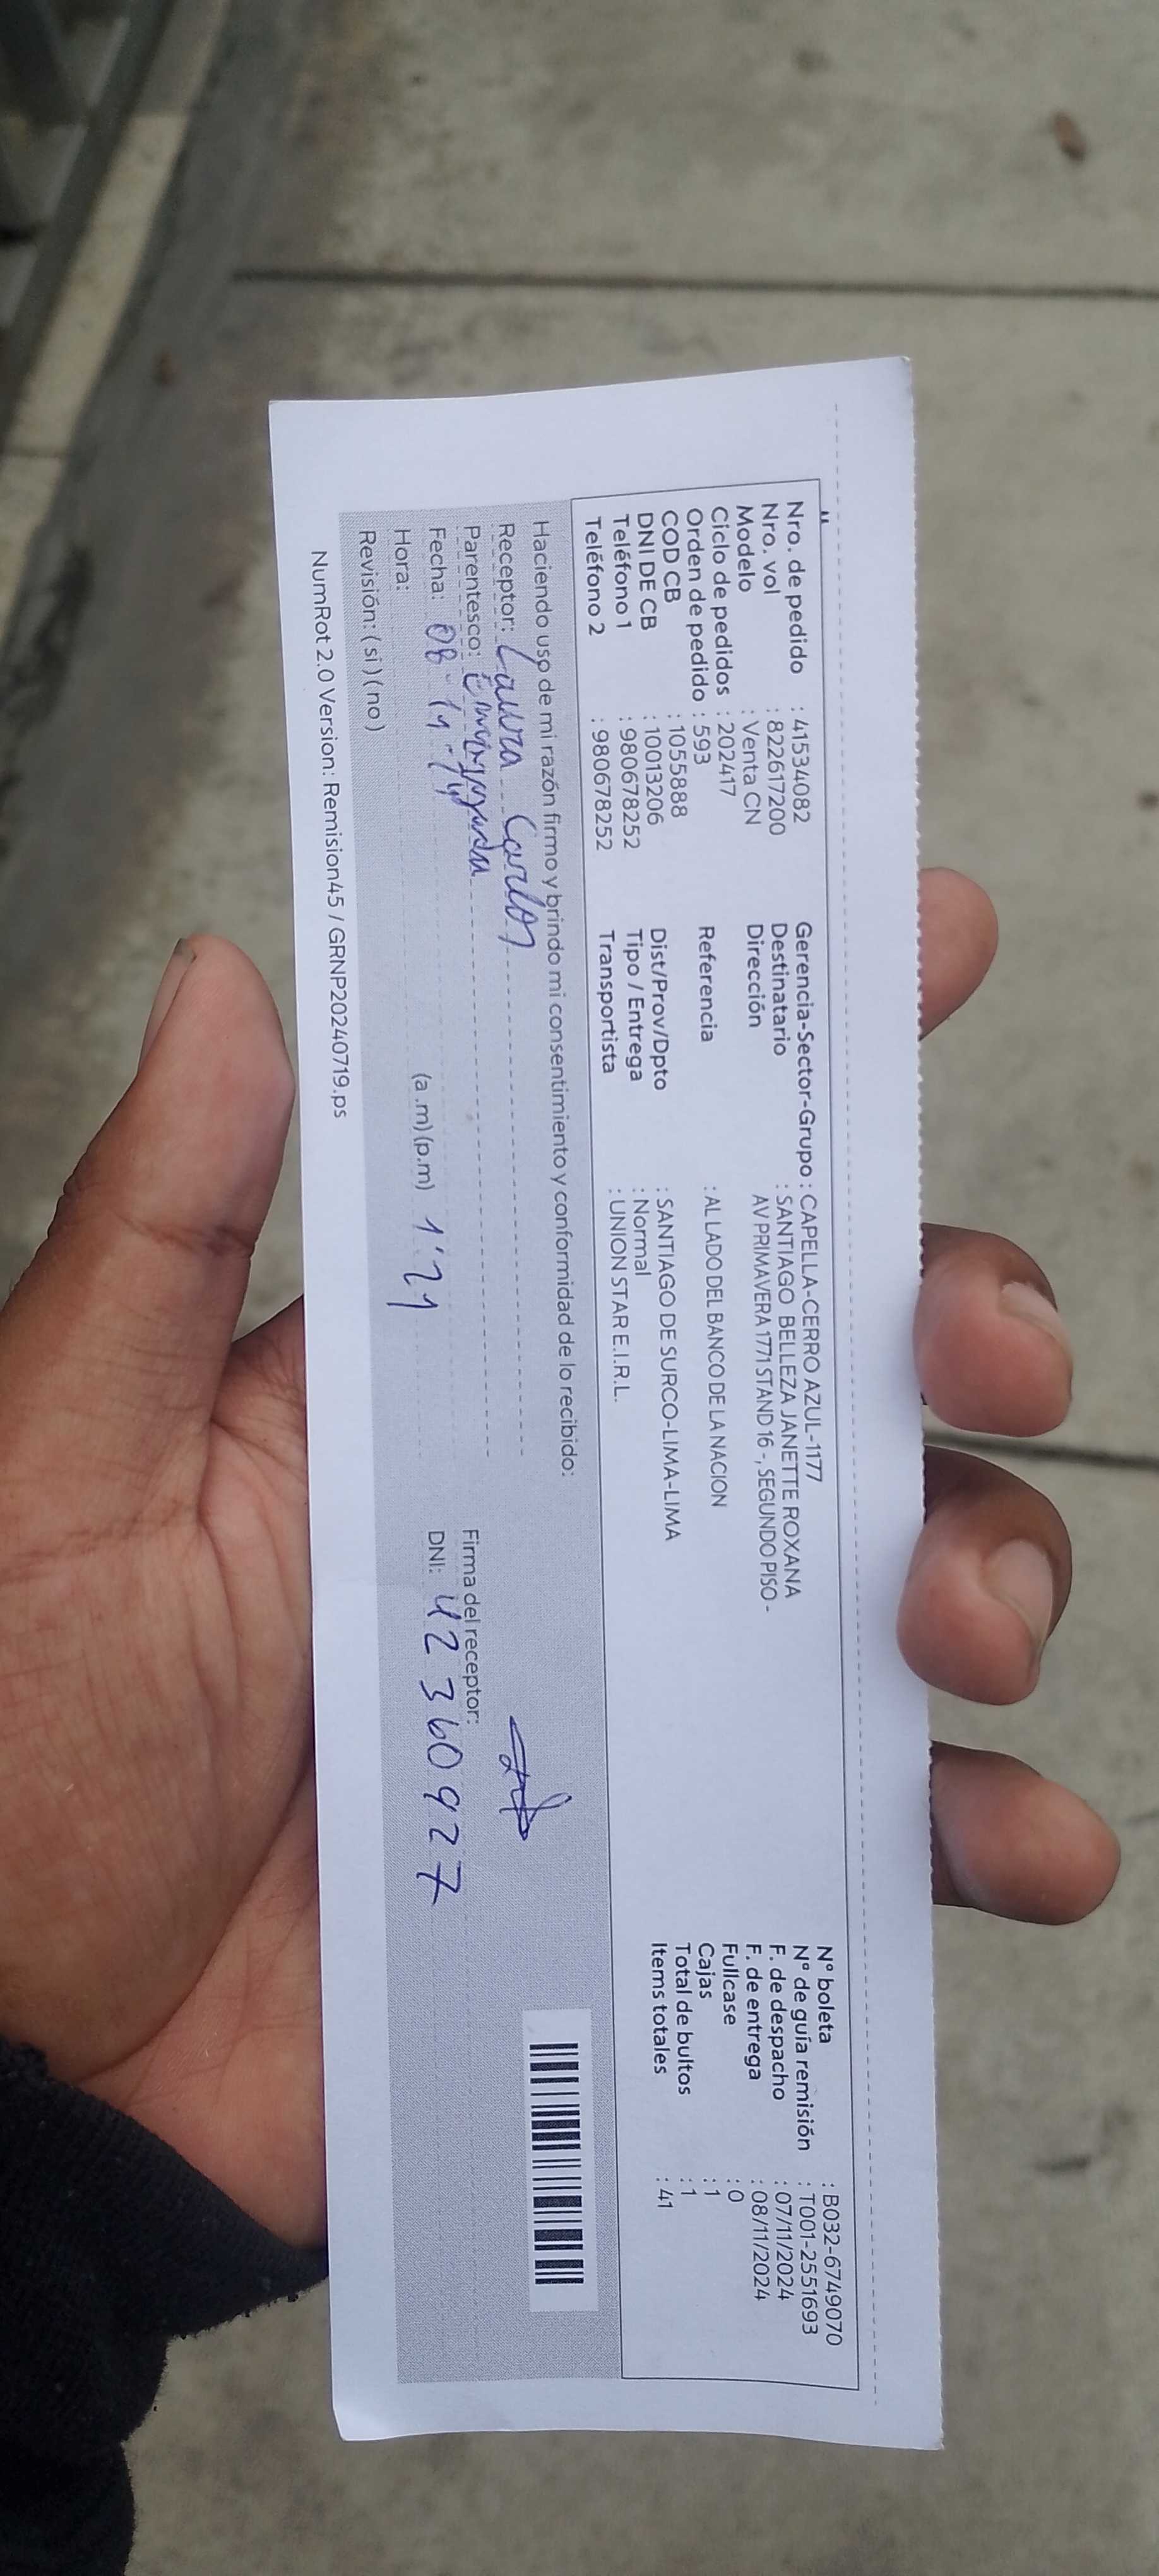 Nro. de pedido : 41534082
Nro. vol : 822617200
Modelo : Venta CN
Ciclo de pedidos : 202417
Orden de pedido : 593
COD CB : 1055888
DNI DE CB : 10013206
Teléfono 1 : 980678252
Teléfono 2 : 980678252
Gerencia-Sector-Grupo : CAPELLA-CERRO AZUL-1177
Destinatario : SANTIAGO BELLEZA JANETTE ROXANA
Dirección AV PRIMAVERA 1771 STAND 16 -, SEGUNDO PISO -
Referencia : AL LADO DEL BANCO DE LA NACION
Dist/Prov/Dpto : SANTIAGO DE SURCO-LIMA-LIMA
Tipo / Entrega : Normal
Transportista : UNION STAR E.I.R.L.
N° boleta : B032-6749070
N° de guía remisión : T001-2551693
F. de despacho : 07/11/2024
F. de entrega : 08/11/2024
Fullcase : 0
Cajas : 1
Total de bultos : 1
Items totales : 41
Haciendo uso de mi razón firmo y brindo mi consentimiento y conformidad de lo recibido:
Receptor: Laura Carlos
Parentesco:
Fecha: 08-11-24
Hora: (a.m) (p.m) 1:21
Revisión: ( si ) ( no )
Firma del receptor:
DNI: 42360927
NumRot 2.0 Version: Remision45 / GRNP20240719.ps